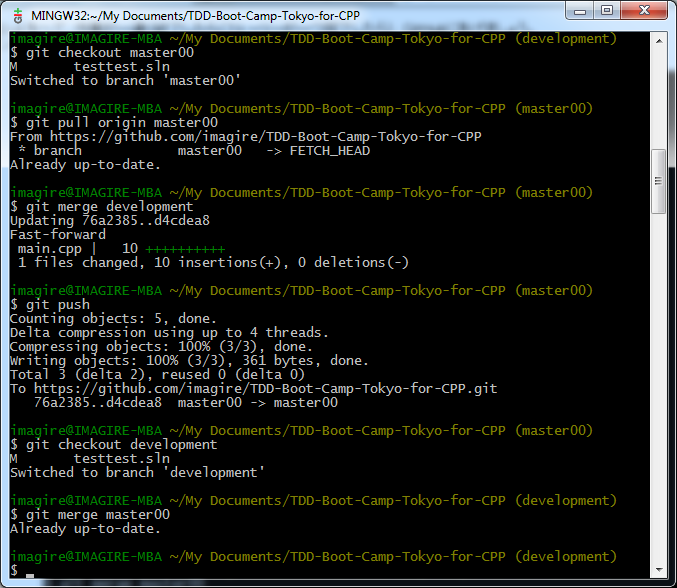 MINGW32:~/My Documents/TDD-Boot-Camp-Tokyo-for-CPP
imagire@IMAGIRE-MBA ~/My Documents/TDD-Boot-Camp-Tokyo-for-CPP (development)
$ git checkout master00
M       testtest.sln
Switched to branch 'master00'
imagire@IMAGIRE-MBA ~/My Documents/TDD-Boot-Camp-Tokyo-for-CPP (master00)
$ git pull origin master00
From https://github.com/imagire/TDD-Boot-Camp-Tokyo-for-CPP
 * branch            master00   -> FETCH_HEAD
Already up-to-date.
imagire@IMAGIRE-MBA ~/My Documents/TDD-Boot-Camp-Tokyo-for-CPP (master00)
$ git merge development
Updating 76a2385..d4cdea8
Fast-forward
 main.cpp |   10 ++++++++++
 1 files changed, 10 insertions(+), 0 deletions(-)
imagire@IMAGIRE-MBA ~/My Documents/TDD-Boot-Camp-Tokyo-for-CPP (master00)
$ git push
Counting objects: 5, done.
Delta compression using up to 4 threads.
Compressing objects: 100% (3/3), done.
Writing objects: 100% (3/3), 361 bytes, done.
Total 3 (delta 2), reused 0 (delta 0)
To https://github.com/imagire/TDD-Boot-Camp-Tokyo-for-CPP.git
   76a2385..d4cdea8  master00 -> master00
imagire@IMAGIRE-MBA ~/My Documents/TDD-Boot-Camp-Tokyo-for-CPP (master00)
$ git checkout development
M       testtest.sln
Switched to branch 'development'
imagire@IMAGIRE-MBA ~/My Documents/TDD-Boot-Camp-Tokyo-for-CPP (development)
$ git merge master00
Already up-to-date.
imagire@IMAGIRE-MBA ~/My Documents/TDD-Boot-Camp-Tokyo-for-CPP (development)
$